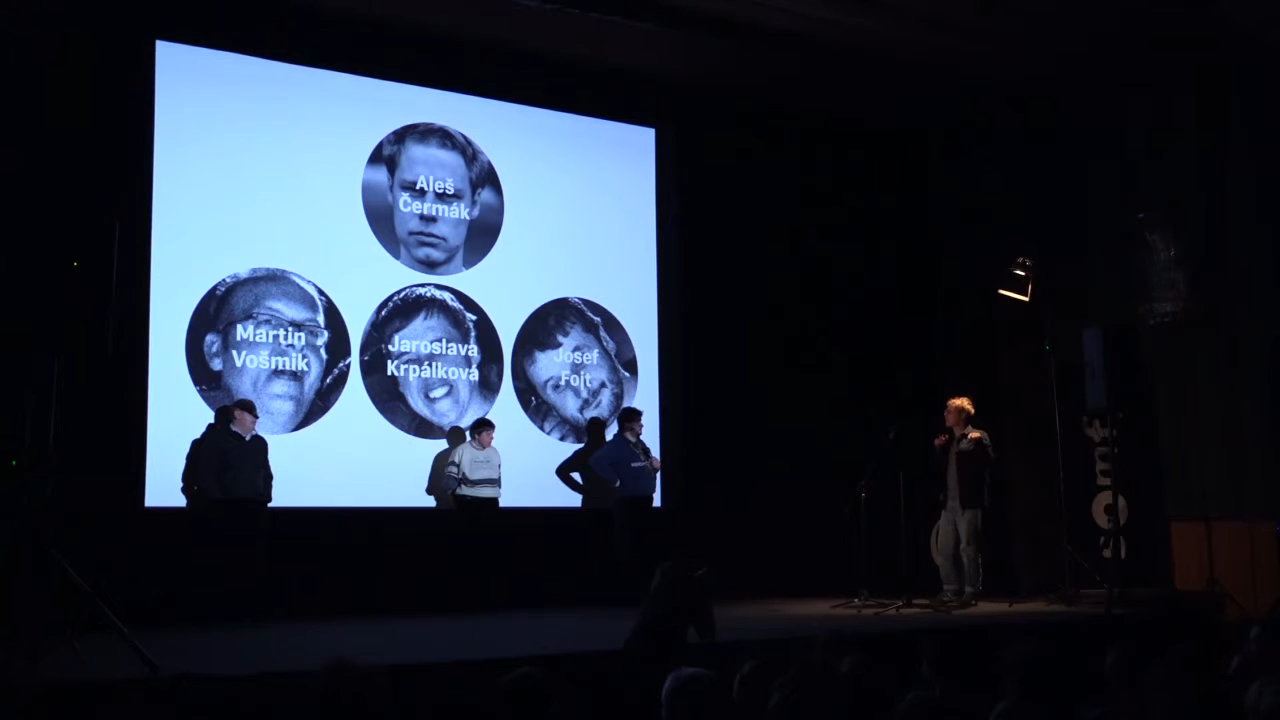 Aleš
Čermák
Martin
Vošmik
Jaroslava
Krpálková
Josef
Fojt